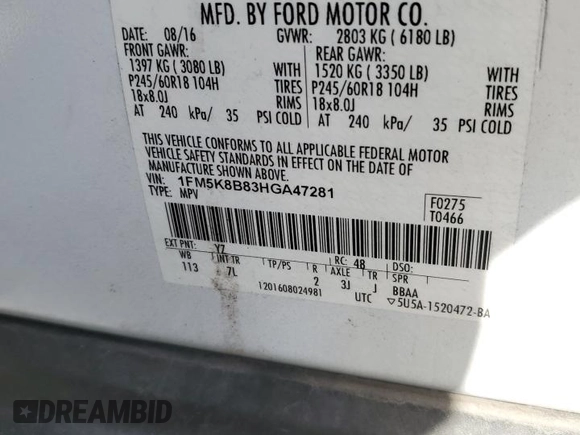 MFD. BY FORD MOTOR CO.
DATE: 08/16 GVWR: 2803 KG ( 6180 LB)
FRONT GAWR: REAR GAWR:
1397 KG ( 3080 LB) WITH 1520 KG ( 3350 LB) WITH
P245/60R18 104H TIRES P245/60R18 104H TIRES
18x8.0J RIMS 18x8.0J RIMS
AT 240 kPa/ 35 PSI COLD AT 240 kPa/ 35 PSI COLD
THIS VEHICLE CONFORMS TO ALL APPLICABLE FEDERAL MOTOR
VEHICLE SAFETY STANDARDS IN EFFECT ON THE DATE OF
MANUFACTURE SHOWN ABOVE.
VIN: 1FM5K8B83HGA47281
TYPE: MPV
F0275
T0466
EXT PNT: YZ RC: 48 DSO:
WB INT TR TP/PS R AXLE TR SPR
113 7L 2 3J J BBAA
UTC ▽5U5A-1520472-BA
1201608024981
DREAMBID